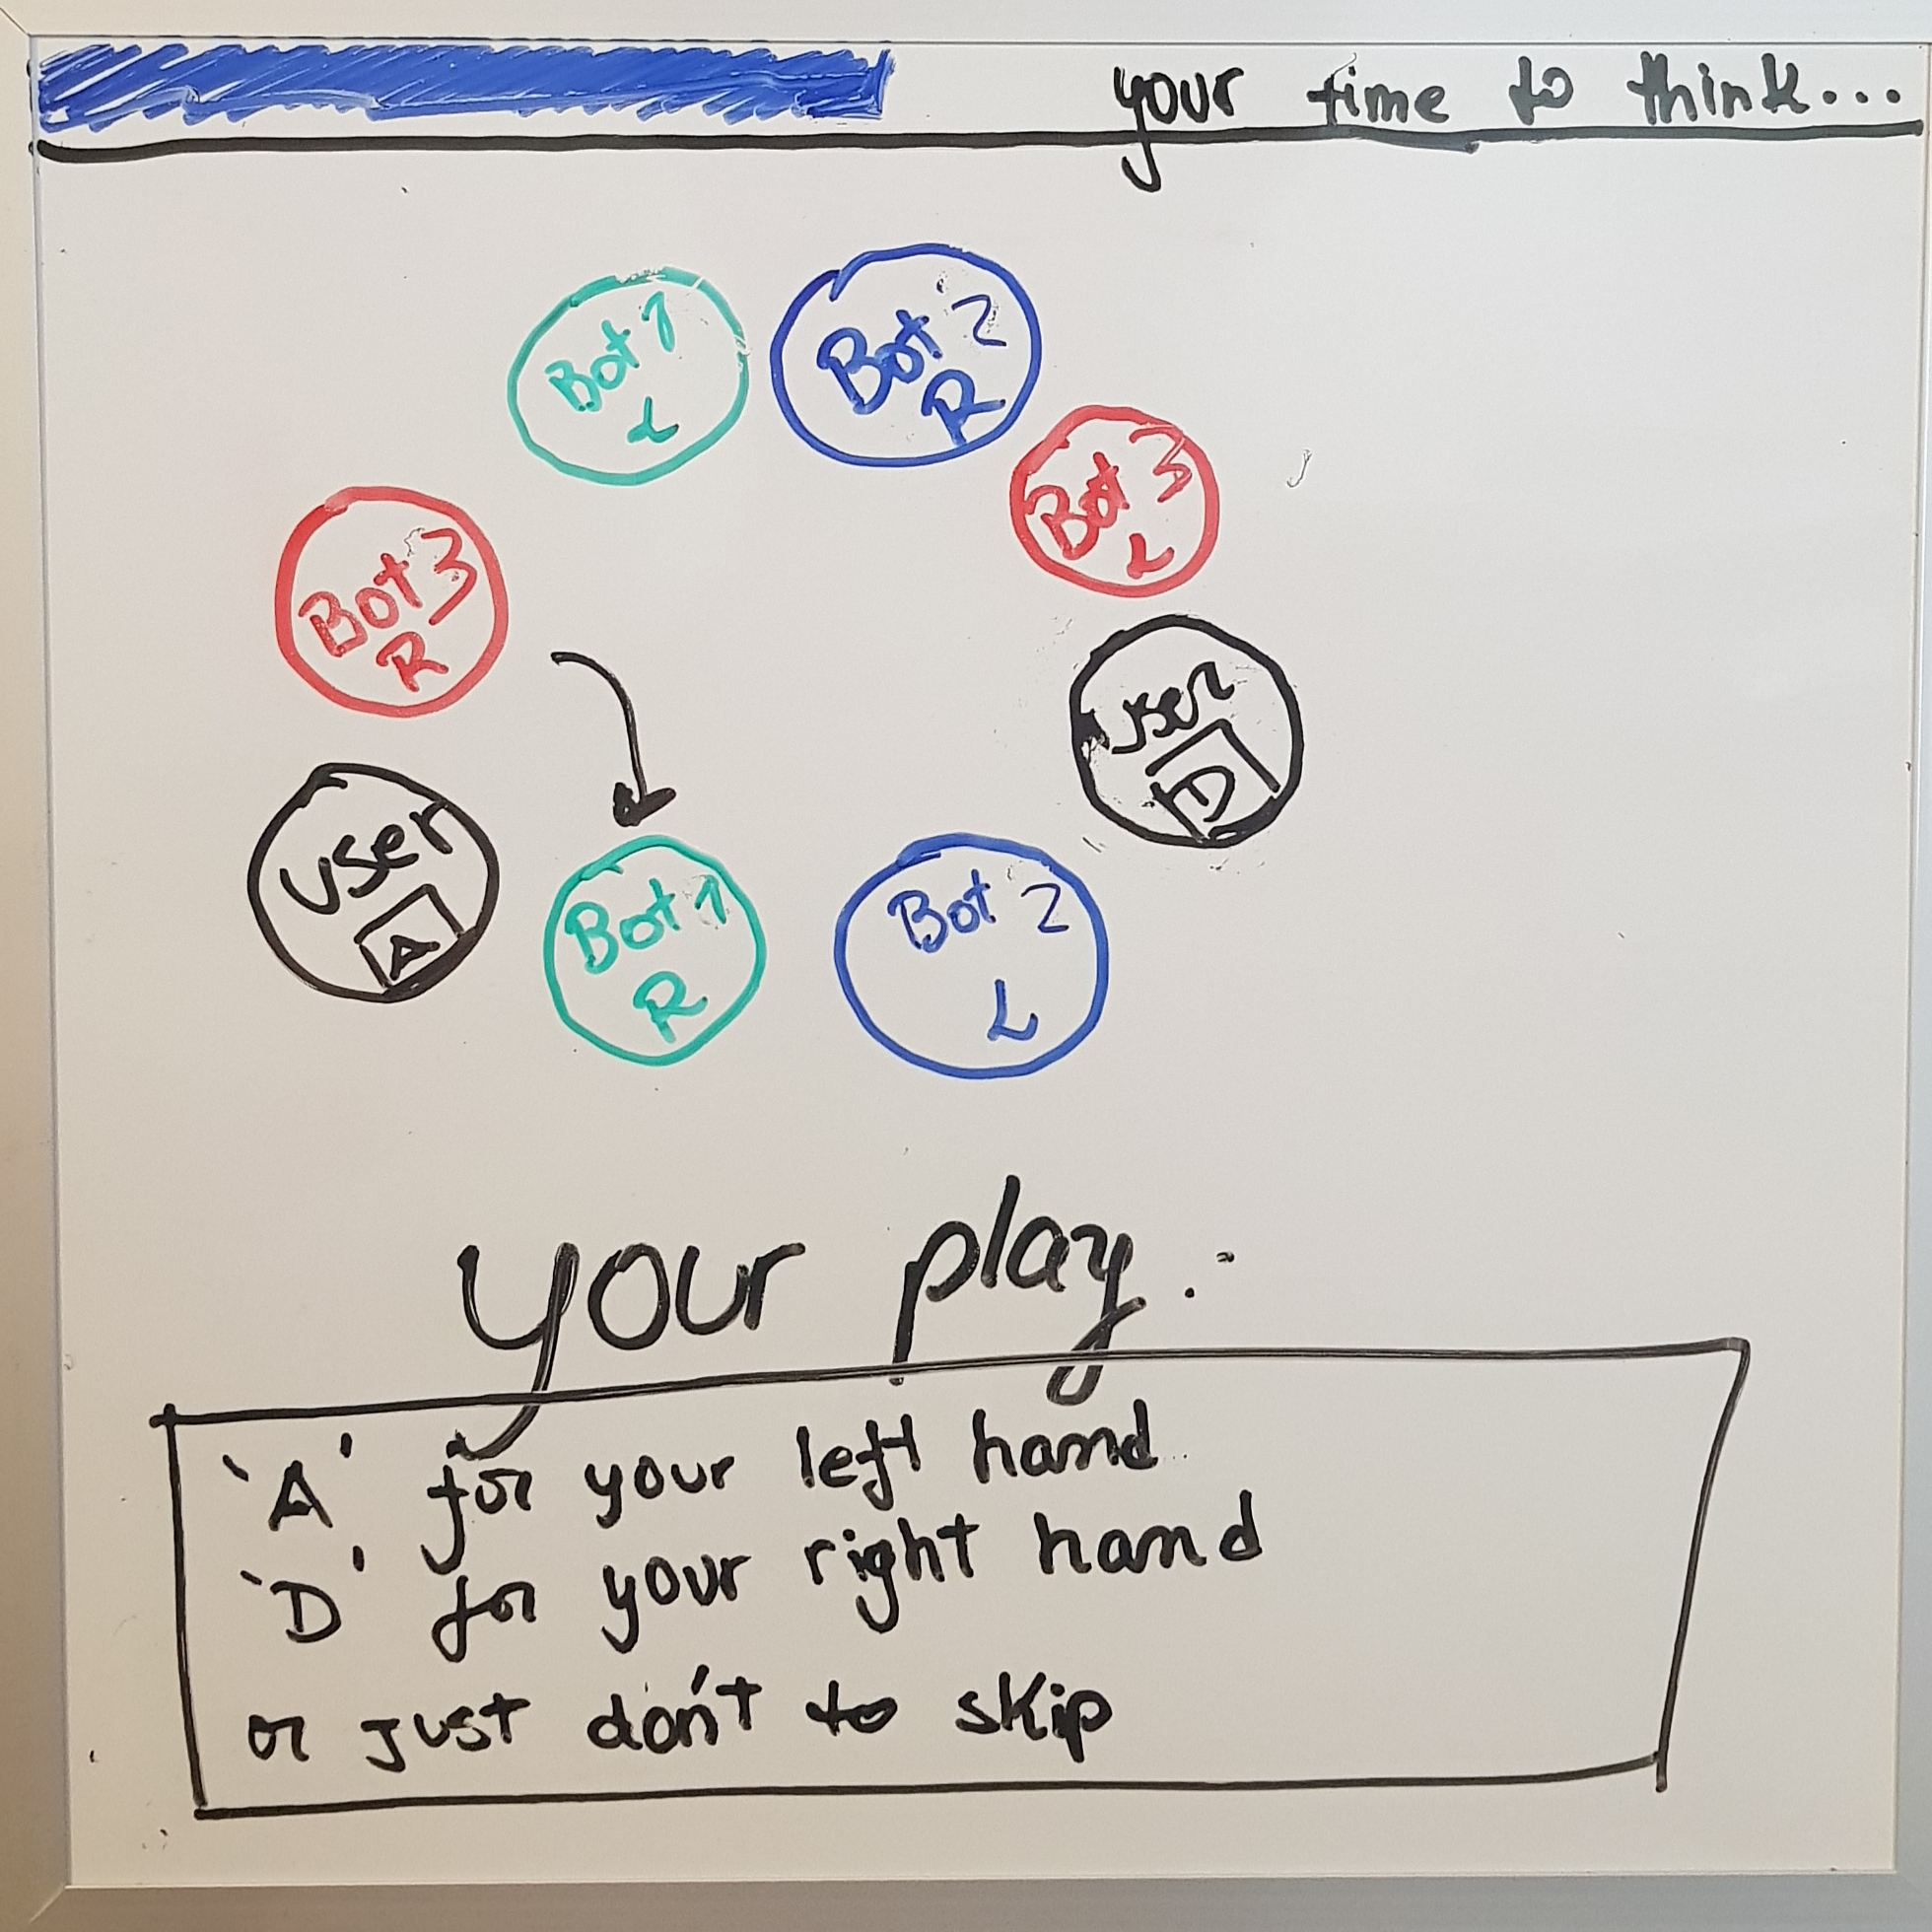 your time to think...
Bot 1
L
Bot 2
R
Bot 3
L
Bot 3
R
user
D
user
A
Bot 1
R
Bot 2
L
your play:
'A' for your left hand
'D' for your right hand
or just don't to skip